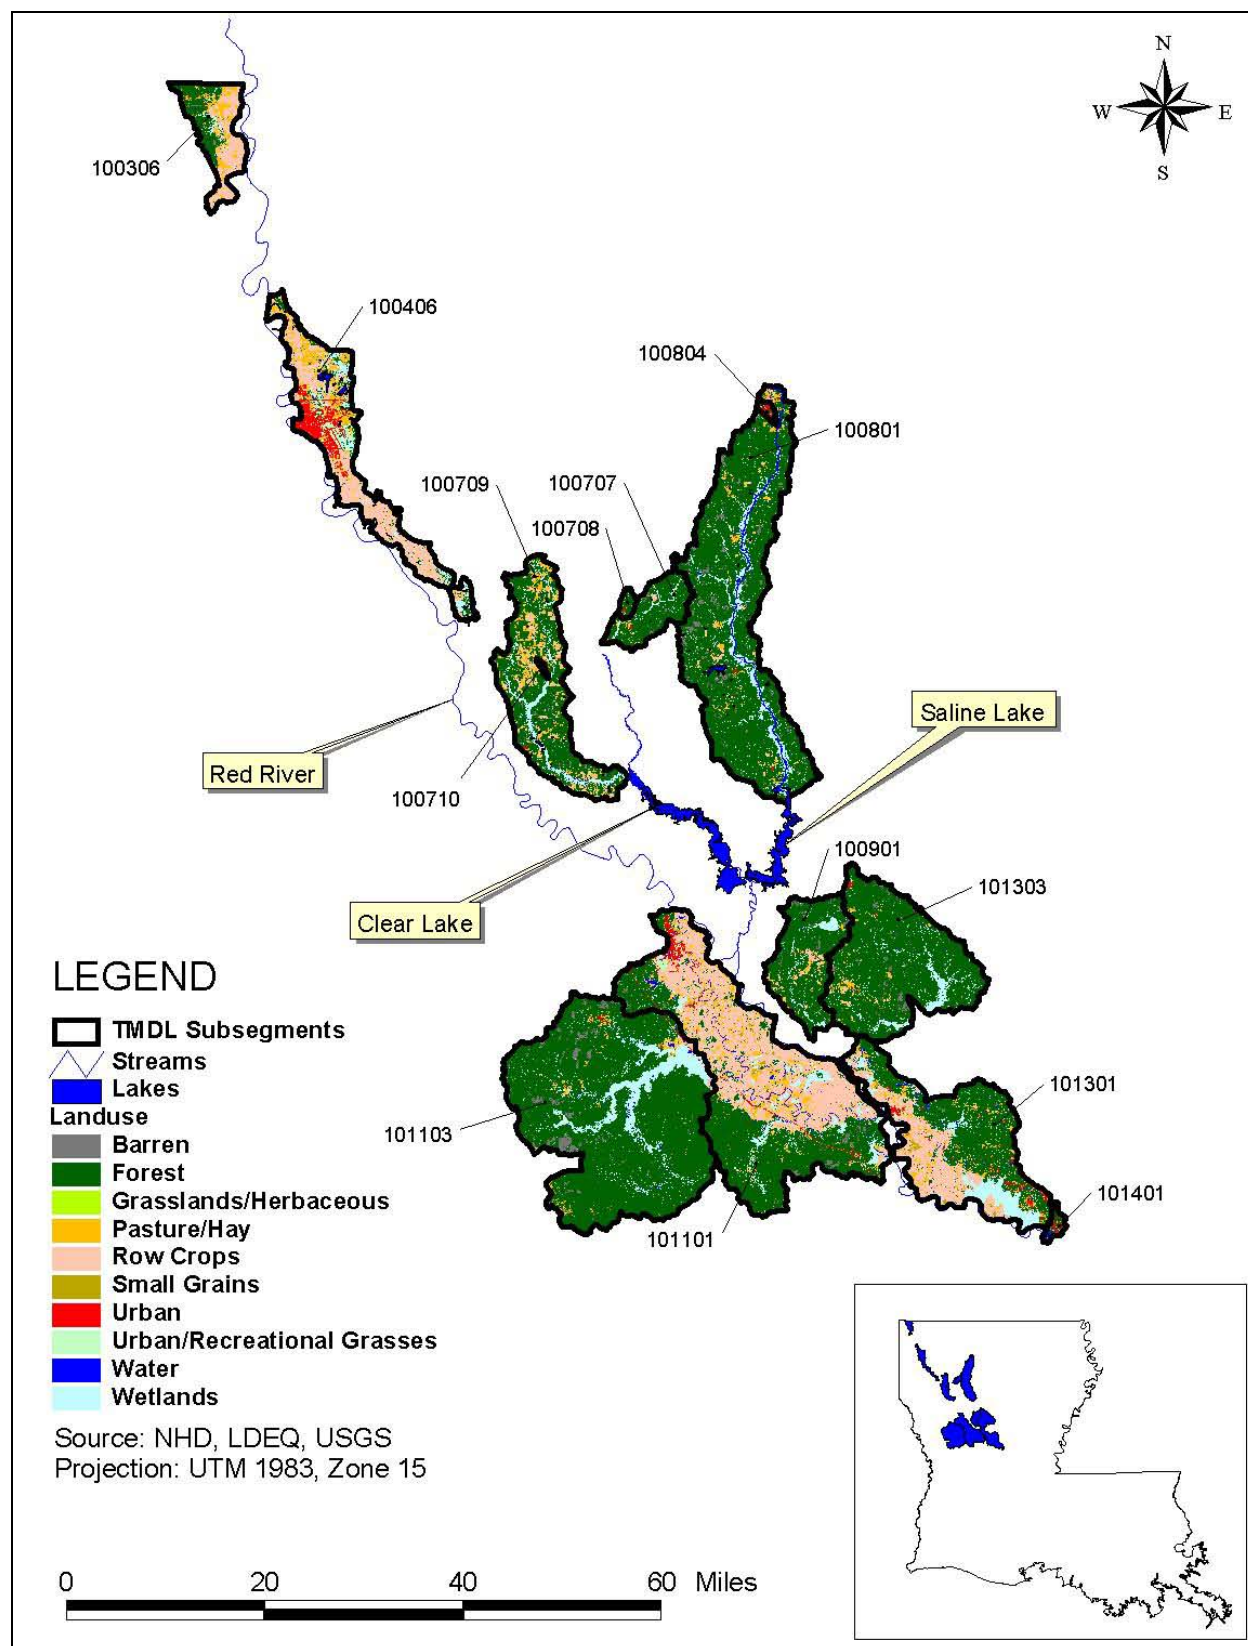 N
W E
S
100306
100406
100804
100801
100709
100707
100708
Saline Lake
Red River
100710
100901
101303
Clear Lake
LEGEND
TMDL Subsegments
Streams
Lakes
Landuse
Barren
Forest
Grasslands/Herbaceous
Pasture/Hay
Row Crops
Small Grains
Urban
Urban/Recreational Grasses
Water
Wetlands
101301
101103
101401
101101
Source: NHD, LDEQ, USGS
Projection: UTM 1983, Zone 15
0 20 40 60 Miles